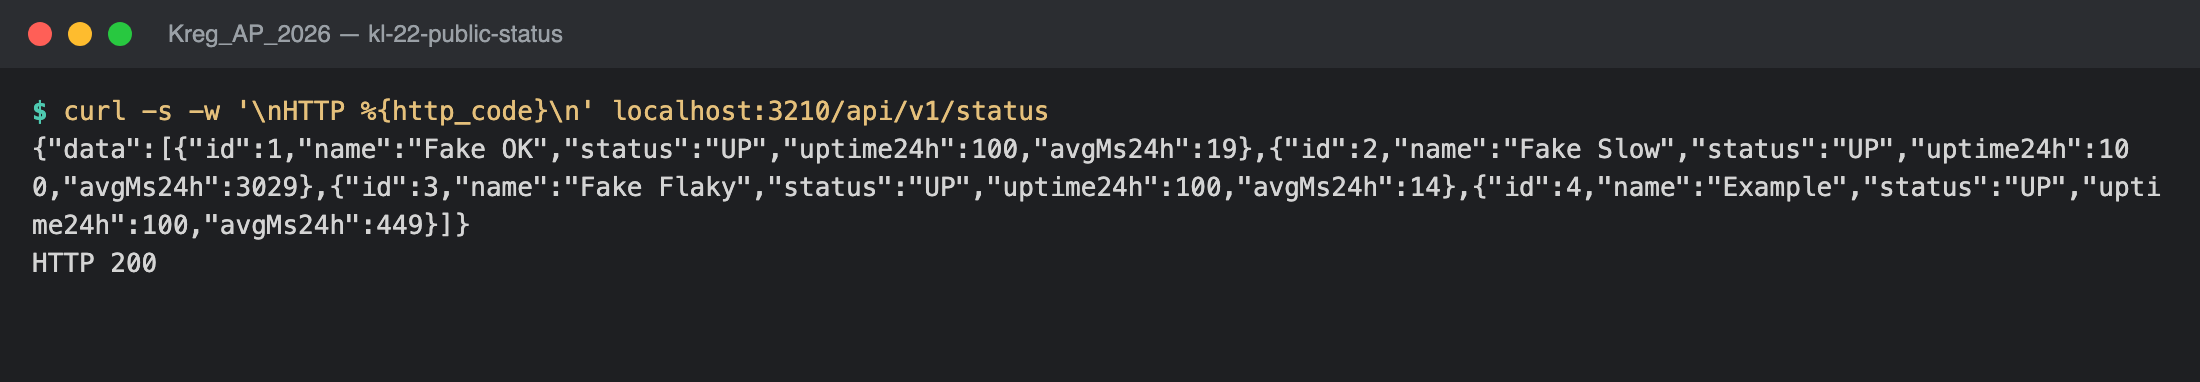 Kreg_AP_2026 — kl-22-public-status
$ curl -s -w '\nHTTP %{http_code}\n' localhost:3210/api/v1/status
{"data":[{"id":1,"name":"Fake OK","status":"UP","uptime24h":100,"avgMs24h":19},{"id":2,"name":"Fake Slow","status":"UP","uptime24h":10
0,"avgMs24h":3029},{"id":3,"name":"Fake Flaky","status":"UP","uptime24h":100,"avgMs24h":14},{"id":4,"name":"Example","status":"UP","upti
me24h":100,"avgMs24h":449}]}
HTTP 200